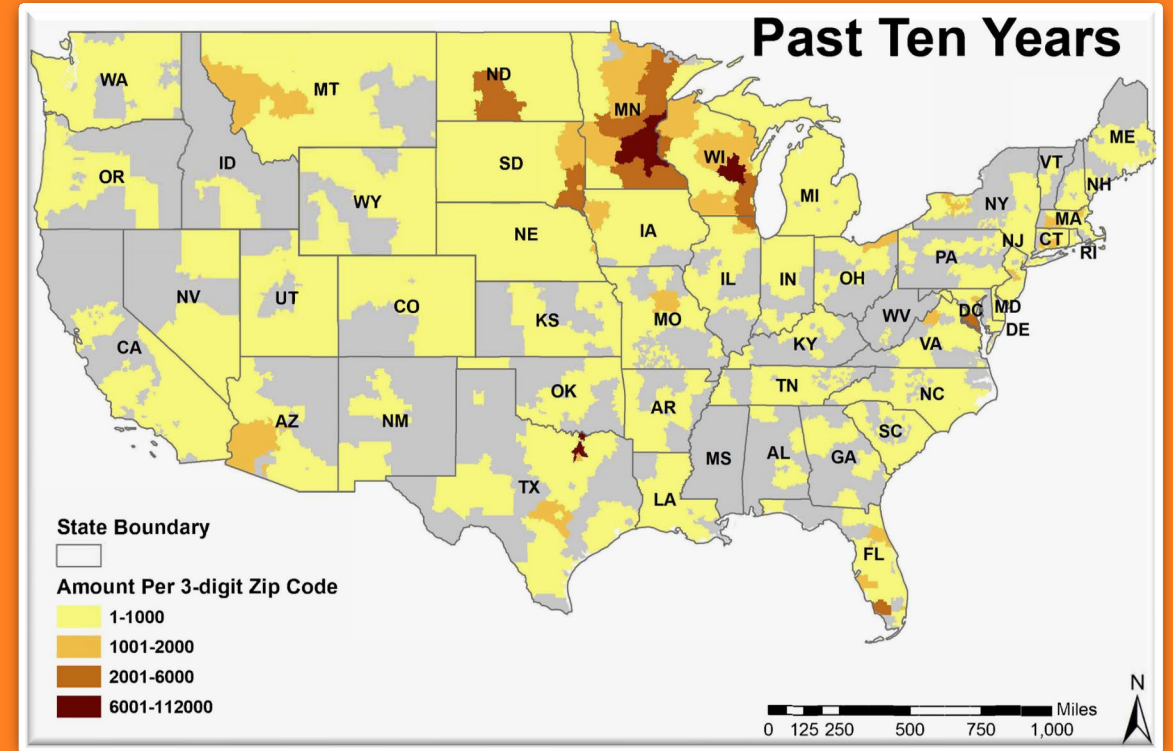 Past Ten Years
WA
MT
ND
MN
ME
OR
ID
SD
WI
VT
NH
WY
MI
NY
MA
NE
IA
CT
NJ
RI
PA
NV
UT
CO
IL
IN
OH
KS
MO
WV
DC
MD
DE
CA
KY
VA
OK
TN
NC
AZ
NM
AR
SC
MS
AL
GA
TX
LA
FL
State Boundary
Amount Per 3-digit Zip Code
1-1000
1001-2000
2001-6000
6001-112000
N
Miles
0 125 250 500 750 1,000